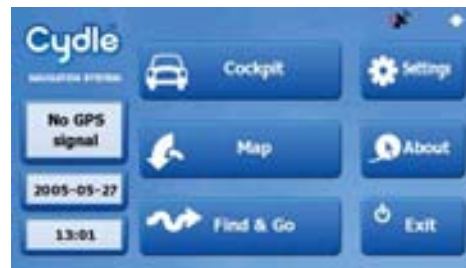 Cydle
NAVIGATION SYSTEM
No GPS
signal
2005-05-27
13:01
Cockpit
Map
Find & Go
Settings
About
Exit